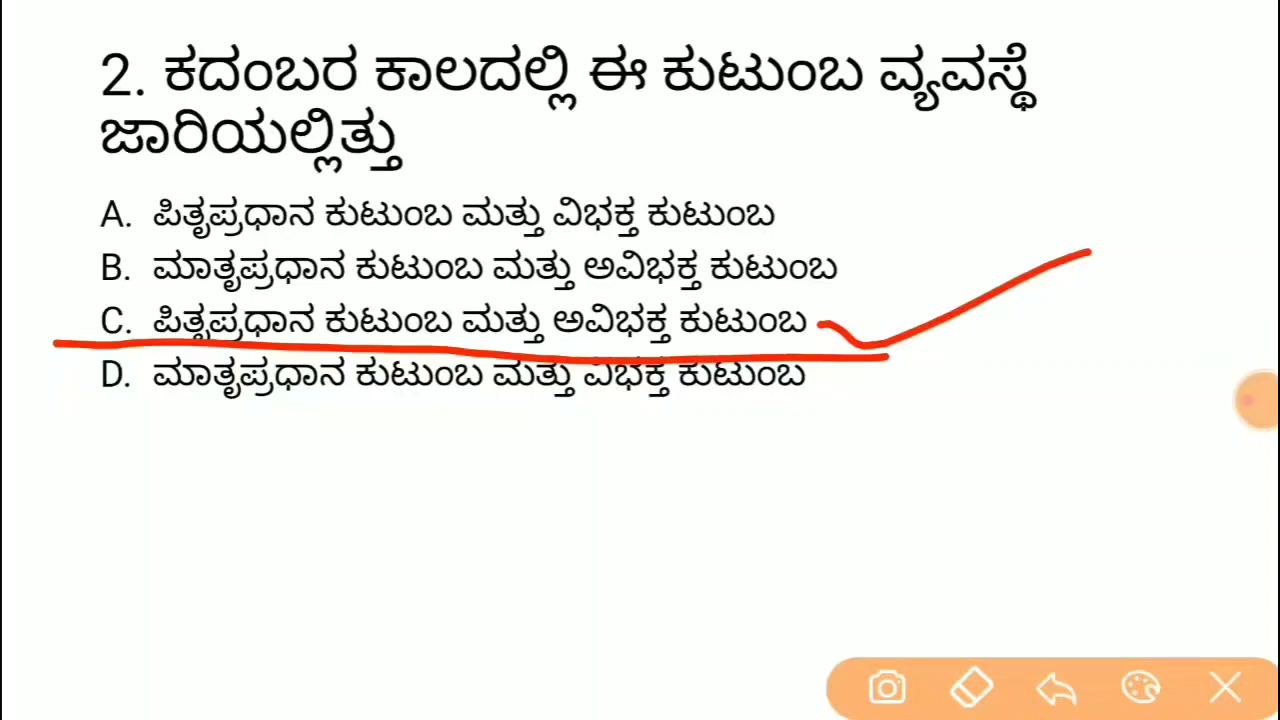 2. ಕದಂಬರ ಕಾಲದಲ್ಲಿ ಈ ಕುಟುಂಬ ವ್ಯವಸ್ಥೆ
ಜಾರಿಯಲ್ಲಿತ್ತು
A. ಪಿತೃಪ್ರಧಾನ ಕುಟುಂಬ ಮತ್ತು ವಿಭಕ್ತ ಕುಟುಂಬ
B. ಮಾತೃಪ್ರಧಾನ ಕುಟುಂಬ ಮತ್ತು ಅವಿಭಕ್ತ ಕುಟುಂಬ
C. ಪಿತೃಪ್ರಧಾನ ಕುಟುಂಬ ಮತ್ತು ಅವಿಭಕ್ತ ಕುಟುಂಬ
D. ಮಾತೃಪ್ರಧಾನ ಕುಟುಂಬ ಮತ್ತು ವಿಭಕ್ತ ಕುಟುಂಬ